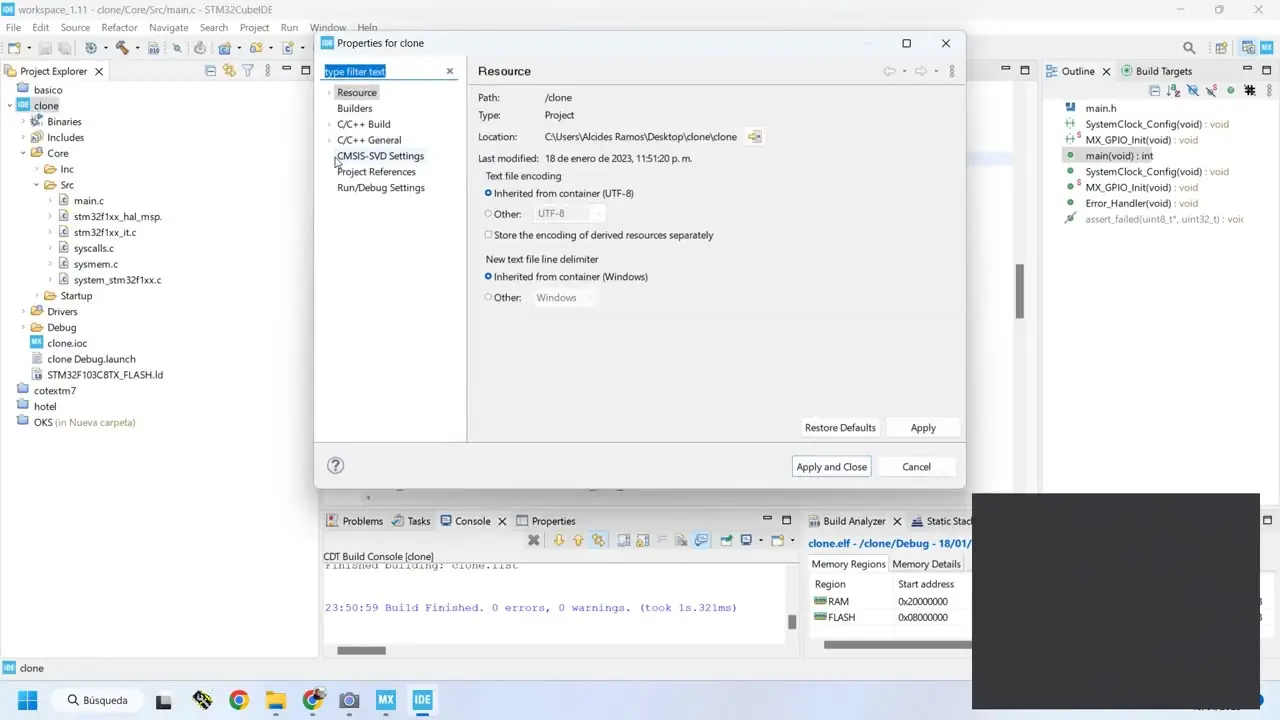 IDE workspace_1.11 - clone/Core/Src/main.c - STM32CubeIDE
File Edit Source Refactor Navigate Search Project Run Window Help
Project Explorer
basico
IDE clone
Binaries
Includes
Core
Inc
Src
main.c
stm32f1xx_hal_msp.
stm32f1xx_it.c
syscalls.c
sysmem.c
system_stm32f1xx.c
Startup
Drivers
Debug
MX clone.ioc
clone Debug.launch
STM32F103C8TX_FLASH.ld
cotextm7
hotel
OKS (in Nueva carpeta)
IDE Properties for clone
type filter text
Resource
Builders
C/C++ Build
C/C++ General
CMSIS-SVD Settings
Project References
Run/Debug Settings
Resource
Path: /clone
Type: Project
Location: C:\Users\Alcides Ramos\Desktop\clone\clone
Last modified: 18 de enero de 2023, 11:51:20 p. m.
Text file encoding
Inherited from container (UTF-8)
Other: UTF-8
Store the encoding of derived resources separately
New text file line delimiter
Inherited from container (Windows)
Other: Windows
Restore Defaults Apply
Apply and Close Cancel
MX
Outline Build Targets
main.h
SystemClock_Config(void) : void
MX_GPIO_Init(void) : void
main(void) : int
SystemClock_Config(void) : void
MX_GPIO_Init(void) : void
Error_Handler(void) : void
assert_failed(uint8_t*, uint32_t) : void
Problems Tasks Console Properties
CDT Build Console [clone]
Finished building: clone.list
23:50:59 Build Finished. 0 errors, 0 warnings. (took 1s.321ms)
Build Analyzer Static Stac
clone.elf - /clone/Debug - 18/01/
Memory Regions Memory Details
Region Start address
RAM 0x20000000
FLASH 0x08000000
IDE clone
Búsqueda
MX IDE